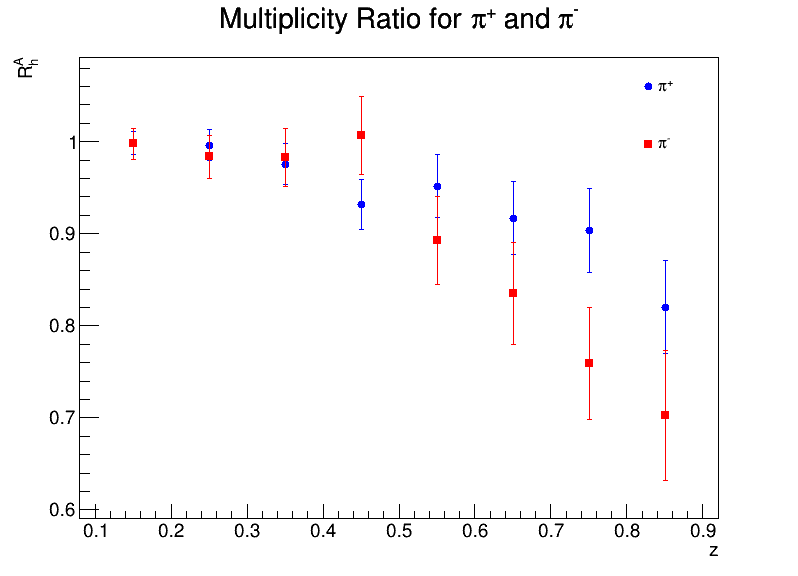 Multiplicity Ratio for π⁺ and π⁻
R_h^A
π⁺
π⁻
1
0.9
0.8
0.7
0.6
0.1 0.2 0.3 0.4 0.5 0.6 0.7 0.8 0.9
z